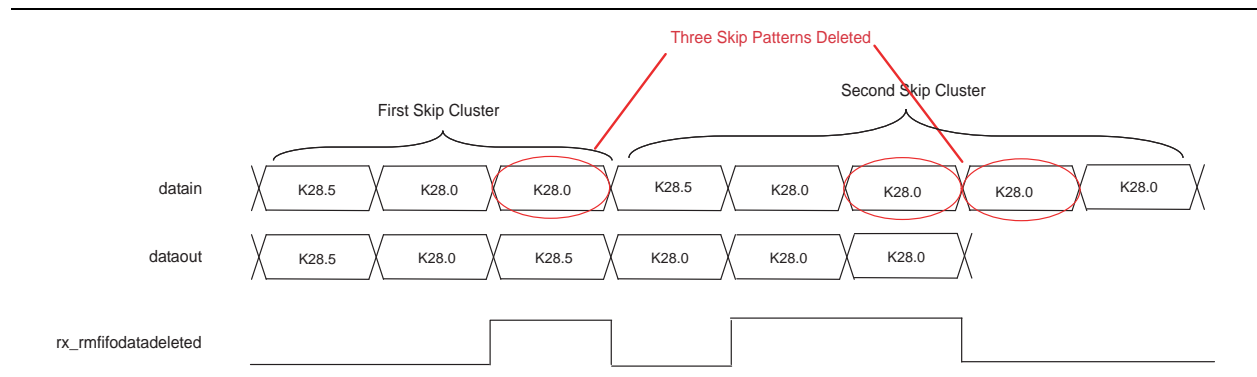 Three Skip Patterns Deleted
Second Skip Cluster
First Skip Cluster
datain K28.5 K28.0 K28.0 K28.5 K28.0 K28.0 K28.0 K28.0
dataout K28.5 K28.0 K28.5 K28.0 K28.0 K28.0
rx_rmfifodatadeleted